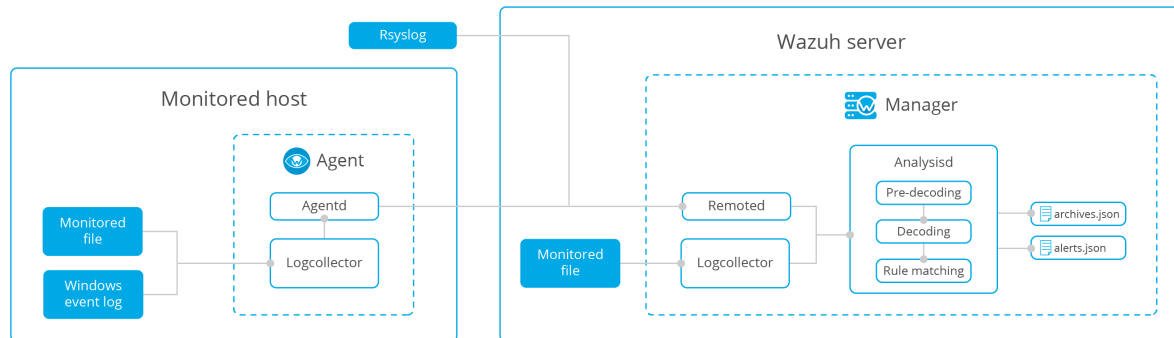 Rsyslog
Wazuh server
Monitored host
Manager
Agent
Analysisd
Pre-decoding
Agentd
Remoted
archives.json
Monitored
file
Decoding
alerts.json
Logcollector
Monitored
file
Logcollector
Rule matching
Windows
event log